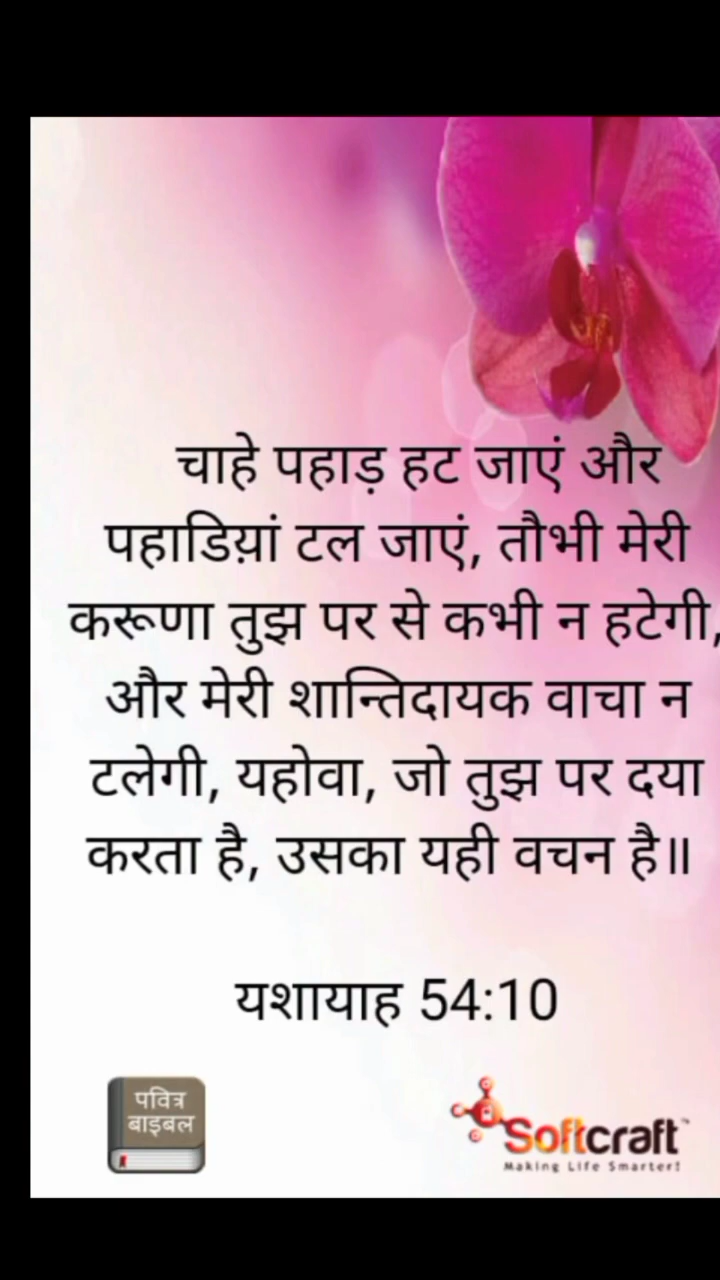 चाहे पहाड़ हट जाएं और
पहाडिय़ां टल जाएं, तौभी मेरी
करूणा तुझ पर से कभी न हटेगी,
और मेरी शान्तिदायक वाचा न
टलेगी, यहोवा, जो तुझ पर दया
करता है, उसका यही वचन है॥
यशायाह 54:10
पवित्र
बाइबल
Softcraft™
Making Life Smarter!